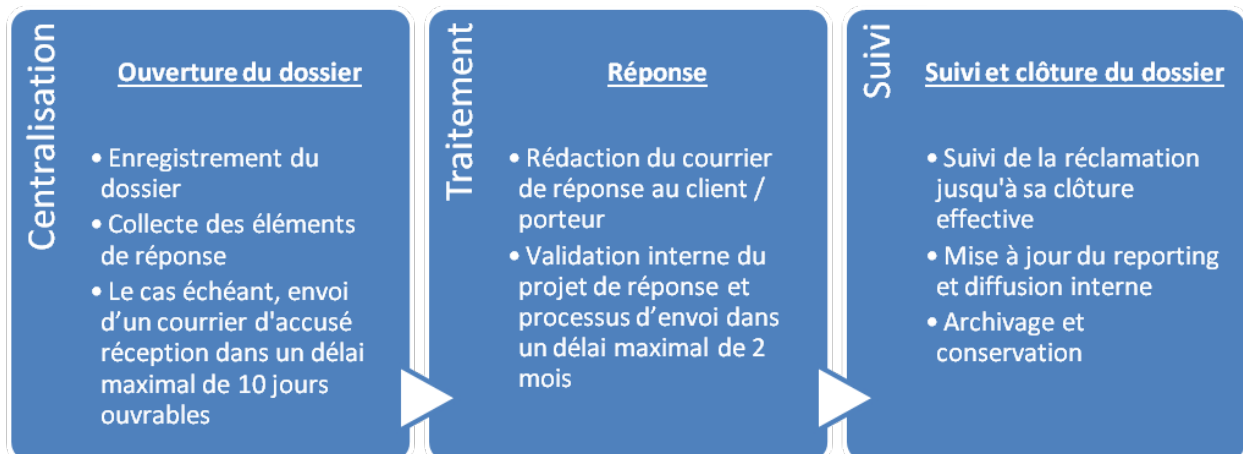 Centralisation
Ouverture du dossier
• Enregistrement du
dossier
• Collecte des éléments
de réponse
• Le cas échéant, envoi
d’un courrier d'accusé
réception dans un délai
maximal de 10 jours
ouvrables
Traitement
Réponse
• Rédaction du courrier
de réponse au client /
porteur
• Validation interne du
projet de réponse et
processus d’envoi dans
un délai maximal de 2
mois
Suivi
Suivi et clôture du dossier
• Suivi de la réclamation
jusqu'à sa clôture
effective
• Mise à jour du reporting
et diffusion interne
• Archivage et
conservation